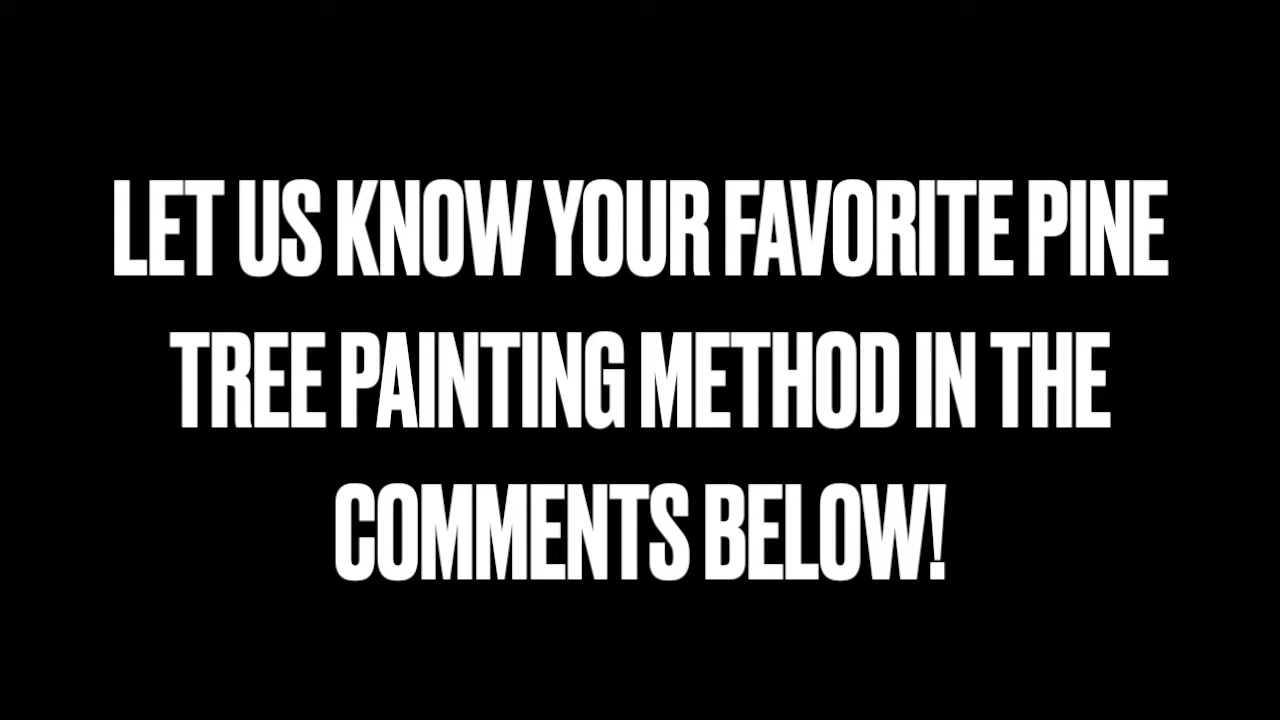 LET US KNOW YOUR FAVORITE PINE
TREE PAINTING METHOD IN THE
COMMENTS BELOW!